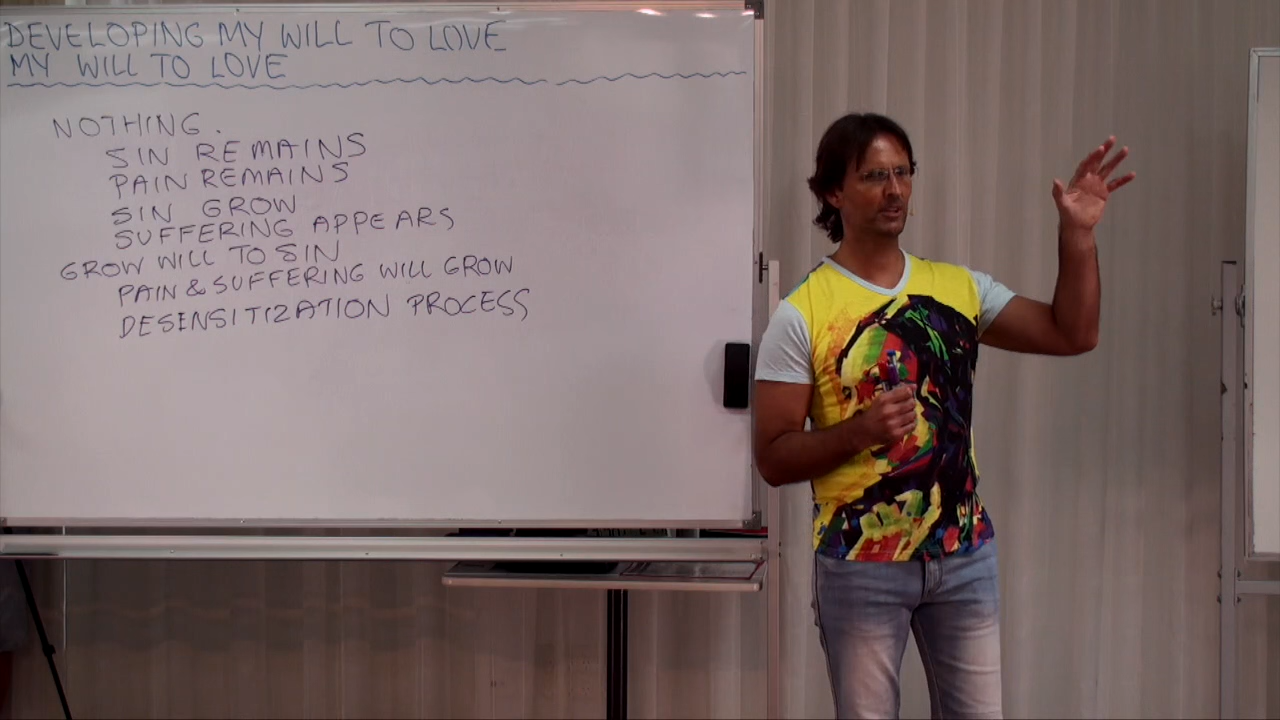 DEVELOPING MY WILL TO LOVE
MY WILL TO LOVE
NOTHING.
SIN REMAINS
PAIN REMAINS
SIN GROW
SUFFERING APPEARS
GROW WILL TO SIN
PAIN & SUFFERING WILL GROW
DESENSITIZATION PROCESS